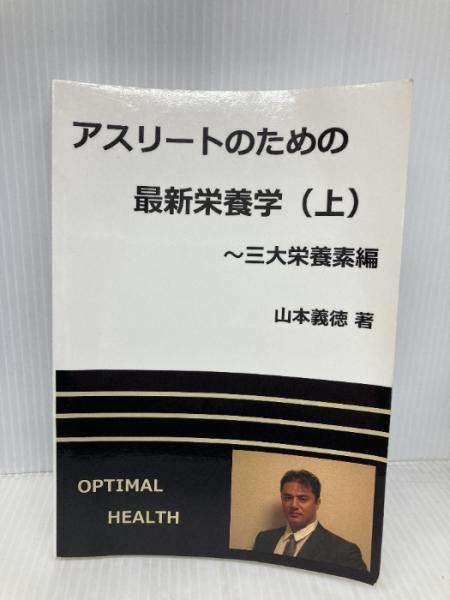 アスリートのための
最新栄養学（上）
～三大栄養素編
山本義徳 著
OPTIMAL
HEALTH